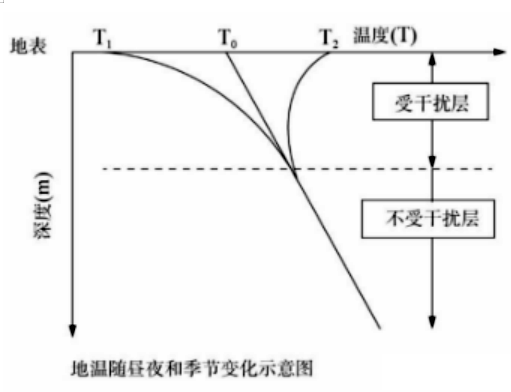 地表 T₁ T₀ T₂ 温度(T)
受干扰层
深度(m)
不受干扰层
地温随昼夜和季节变化示意图